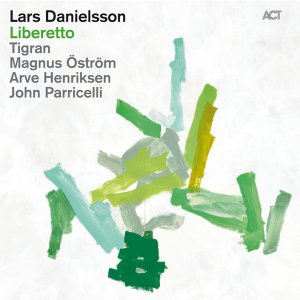 Lars Danielsson
ACT
Liberetto
Tigran
Magnus Öström
Arve Henriksen
John Parricelli